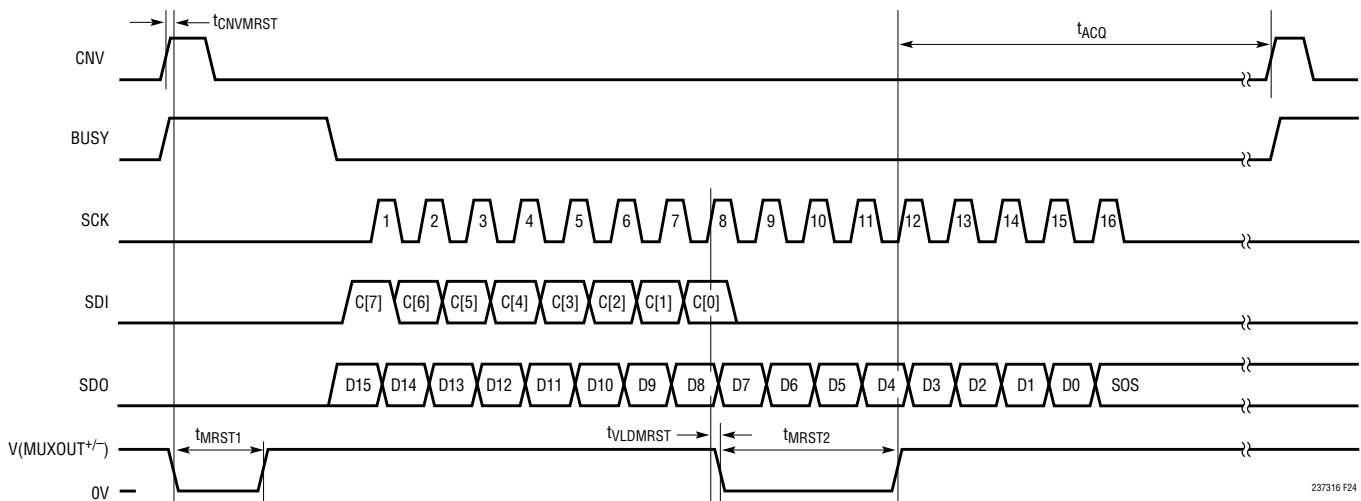 tCNVMRST
tACQ
CNV
BUSY
SCK
1 2 3 4 5 6 7 8 9 10 11 12 13 14 15 16
SDI
C[7] C[6] C[5] C[4] C[3] C[2] C[1] C[0]
SDO
D15 D14 D13 D12 D11 D10 D9 D8 D7 D6 D5 D4 D3 D2 D1 D0 SOS
tMRST1 tVLDMRST tMRST2
V(MUXOUT+/–)
0V
237316 F24